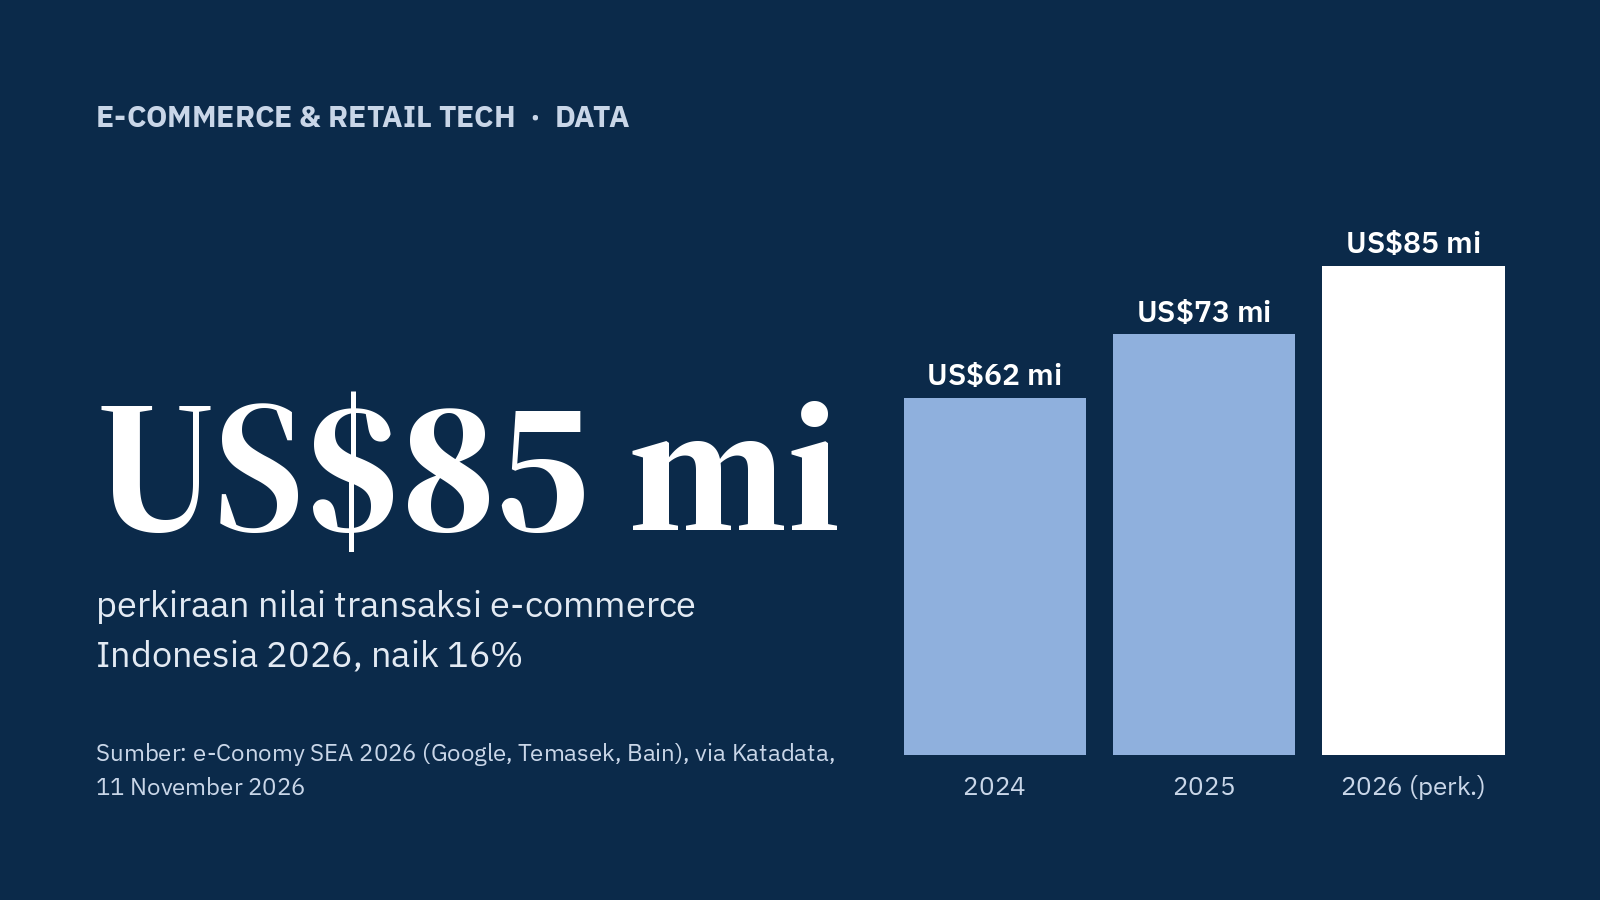 E-COMMERCE & RETAIL TECH · DATA
US$85 mi
perkiraan nilai transaksi e-commerce
Indonesia 2026, naik 16%
Sumber: e-Conomy SEA 2026 (Google, Temasek, Bain), via Katadata,
11 November 2026
US$62 mi
US$73 mi
US$85 mi
2024
2025
2026 (perk.)